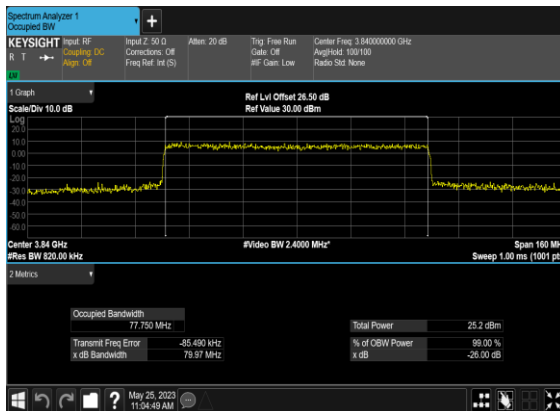 Spectrum Analyzer 1
Occupied BW
KEYSIGHT
R T
Input: RF
Coupling: DC
Align: Off
Input Z: 50 Ω
Corrections: Off
Freq Ref: Int (S)
Atten: 20 dB
Trig: Free Run
Gate: Off
#IF Gain: Low
Center Freq: 3.840000000 GHz
Avg|Hold: 100/100
Radio Std: None
1 Graph
Scale/Div 10.0 dB
Ref Lvl Offset 26.50 dB
Ref Value 30.00 dBm
Log
20.0
10.0
0.00
-10.0
-20.0
-30.0
-40.0
-50.0
-60.0
Center 3.84 GHz
#Res BW 820.00 kHz
#Video BW 2.4000 MHz*
Span 160 MH
Sweep 1.00 ms (1001 pts
2 Metrics
Occupied Bandwidth
77.750 MHz
Transmit Freq Error -85.490 kHz
x dB Bandwidth 79.97 MHz
Total Power 25.2 dBm
% of OBW Power 99.00 %
x dB -26.00 dB
?
May 25, 2023
11:04:49 AM